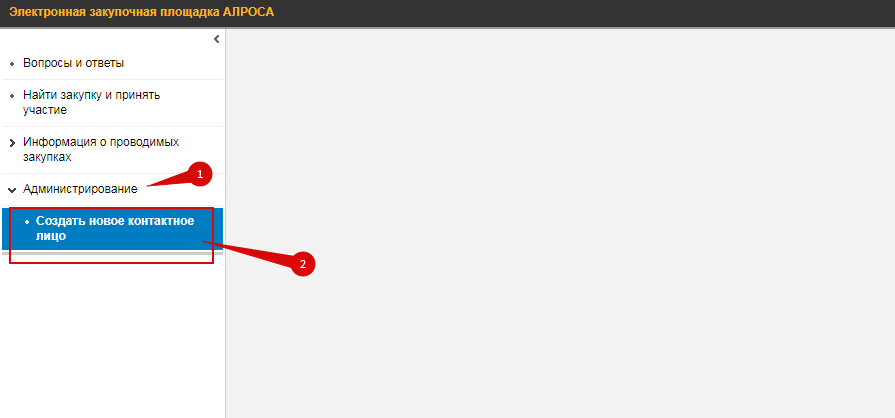 Электронная закупочная площадка АЛРОСА
Вопросы и ответы
Найти закупку и принять
участие
Информация о проводимых
закупках
Администрирование
1
Создать новое контактное
лицо
2